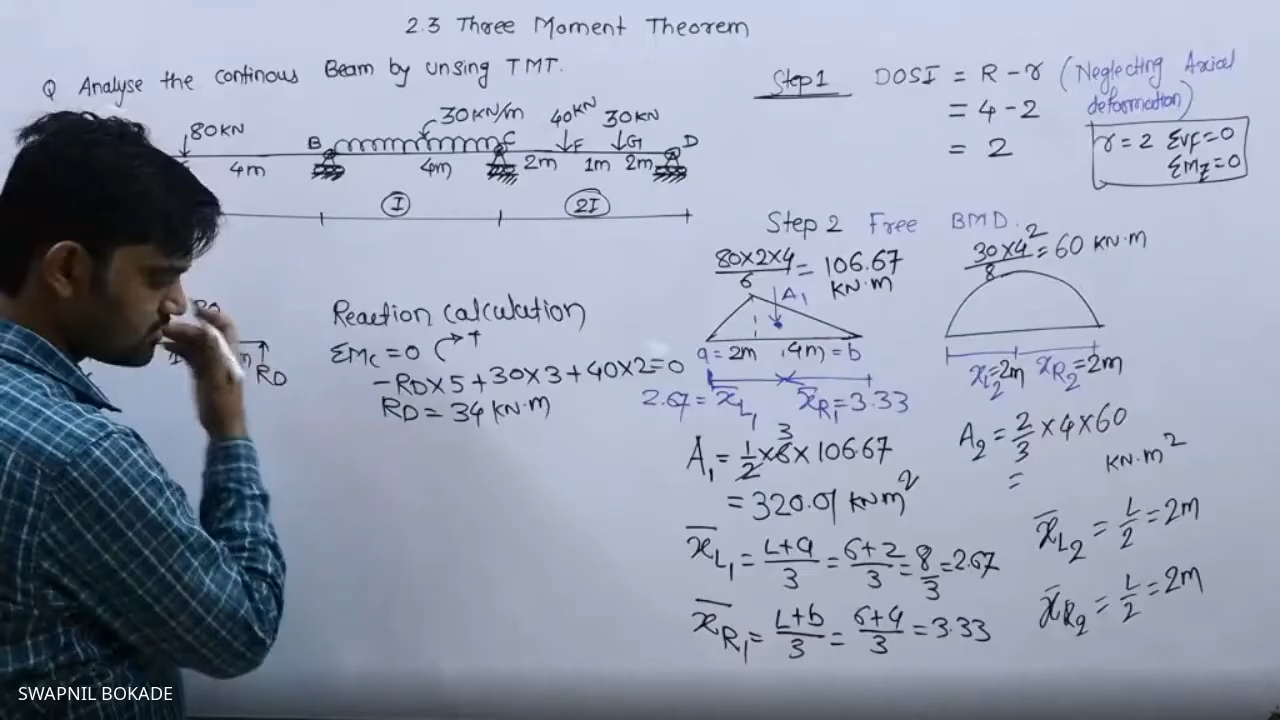 2.3 Three Moment Theorem
Q Analyse the continous Beam by unsing TMT.
80KN
30KN/m
40KN
30KN
B
C
F
G
D
4m
4m
2m
1m
2m
I
2I
Reaction calculation
ΣMc = 0 ↷+
-RD×5+30×3+40×2=0
RD = 34 KN·m
RD
Step1 DOSI = R - r (Neglecting Axial
deformation)
= 4 - 2
= 2
r = 2 ΣVF=0
ΣMz=0
Step 2 Free BMD.
80×2×4/6 = 106.67
KN·m
A₁
a = 2m 4m = b
2.67 = x̄L₁ x̄R₁ = 3.33
A₁ = 1/2 × 6 × 106.67
3
= 320.01 KNm²
x̄L₁ = L+a/3 = 6+2/3 = 8/3 = 2.67
x̄R₁ = L+b/3 = 6+4/3 = 3.33
30×4²/8 = 60 KN·m
x̄L₂=2m x̄R₂=2m
A₂ = 2/3 × 4 × 60
= KN·m²
x̄L₂ = L/2 = 2m
x̄R₂ = L/2 = 2m
SWAPNIL BOKADE